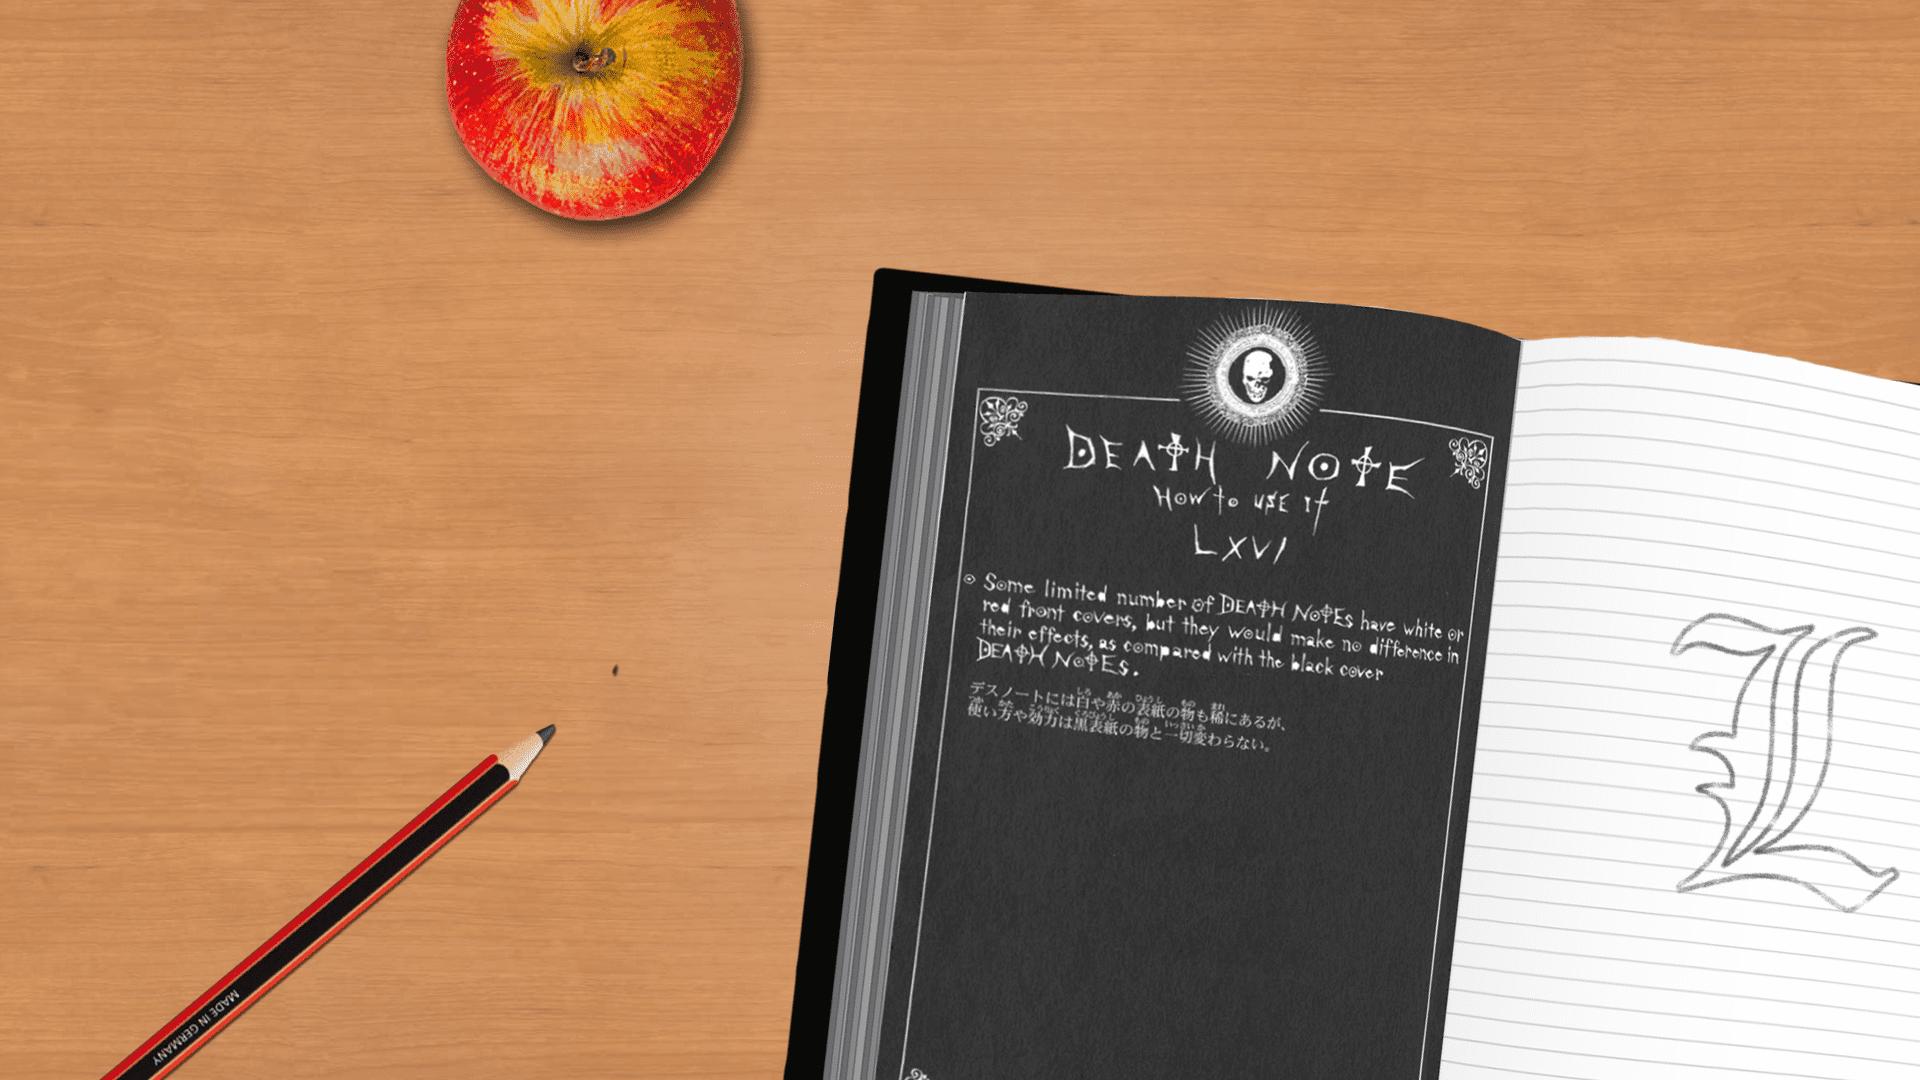 DEATH NOTE
How to use it
LXVI
Some limited number of DEATH NOTEs have white or
red front covers, but they would make no difference in
their effects, as compared with the black cover
DEATH NOTEs.
デスノートには白や赤の表紙の物も稀にあるが、
使い方や効力は黒表紙の物と一切変わらない。
L
MADE IN GERMANY